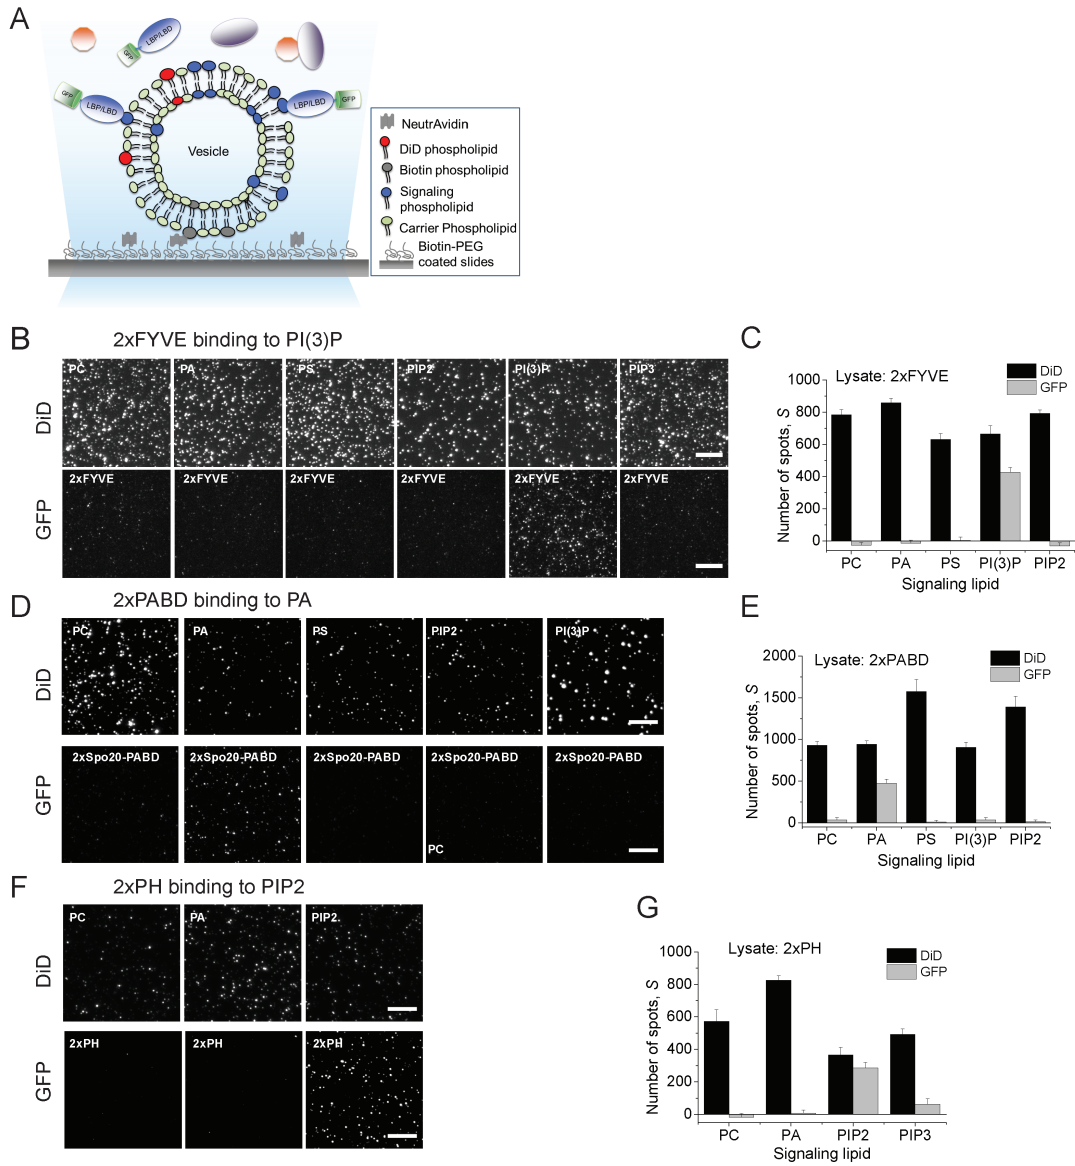 A
GFP
LBP/LBD
GFP
LBP/LBD
LBP/LBD
GFP
Vesicle
NeutrAvidin
DiD phospholipid
Biotin phospholipid
Signaling
phospholipid
Carrier Phospholipid
Biotin-PEG
coated slides
B
2xFYVE binding to PI(3)P
DiD
PC
PA
PS
PIP2
PI(3)P
PIP3
GFP
2xFYVE
2xFYVE
2xFYVE
2xFYVE
2xFYVE
2xFYVE
C
Lysate: 2xFYVE
DiD
GFP
Number of spots, S
1000
800
600
400
200
0
PC
PA
PS
PI(3)P
PIP2
Signaling lipid
D
2xPABD binding to PA
DiD
PC
PA
PS
PIP2
PI(3)P
GFP
2xSpo20-PABD
2xSpo20-PABD
2xSpo20-PABD
2xSpo20-PABD
2xSpo20-PABD
PC
E
Lysate: 2xPABD
DiD
GFP
Number of spots, S
2000
1500
1000
500
0
PC
PA
PS
PI(3)P
PIP2
Signaling lipid
F
2xPH binding to PIP2
DiD
PC
PA
PIP2
GFP
2xPH
2xPH
2xPH
G
Lysate: 2xPH
DiD
GFP
Number of spots, S
1000
800
600
400
200
0
PC
PA
PIP2
PIP3
Signaling lipid